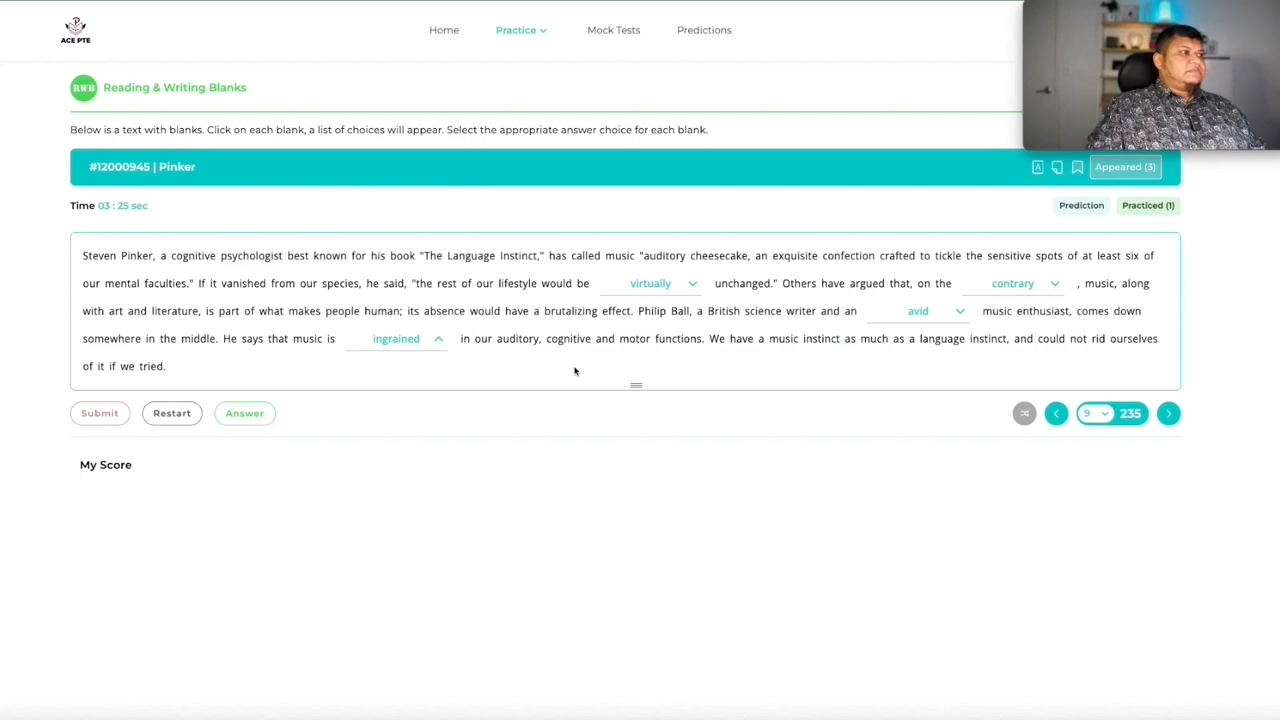 ACE PTE
Home
Practice
Mock Tests
Predictions
RWB
Reading & Writing Blanks
Below is a text with blanks. Click on each blank, a list of choices will appear. Select the appropriate answer choice for each blank.
#12000945 | Pinker
A
Appeared (3)
Time 03 : 25 sec
Prediction
Practiced (1)
Steven Pinker, a cognitive psychologist best known for his book "The Language Instinct," has called music "auditory cheesecake, an exquisite confection crafted to tickle the sensitive spots of at least six of
our mental faculties." If it vanished from our species, he said, "the rest of our lifestyle would be virtually unchanged." Others have argued that, on the contrary , music, along
with art and literature, is part of what makes people human; its absence would have a brutalizing effect. Philip Ball, a British science writer and an avid music enthusiast, comes down
somewhere in the middle. He says that music is ingrained in our auditory, cognitive and motor functions. We have a music instinct as much as a language instinct, and could not rid ourselves
of it if we tried.
Submit
Restart
Answer
9
235
My Score